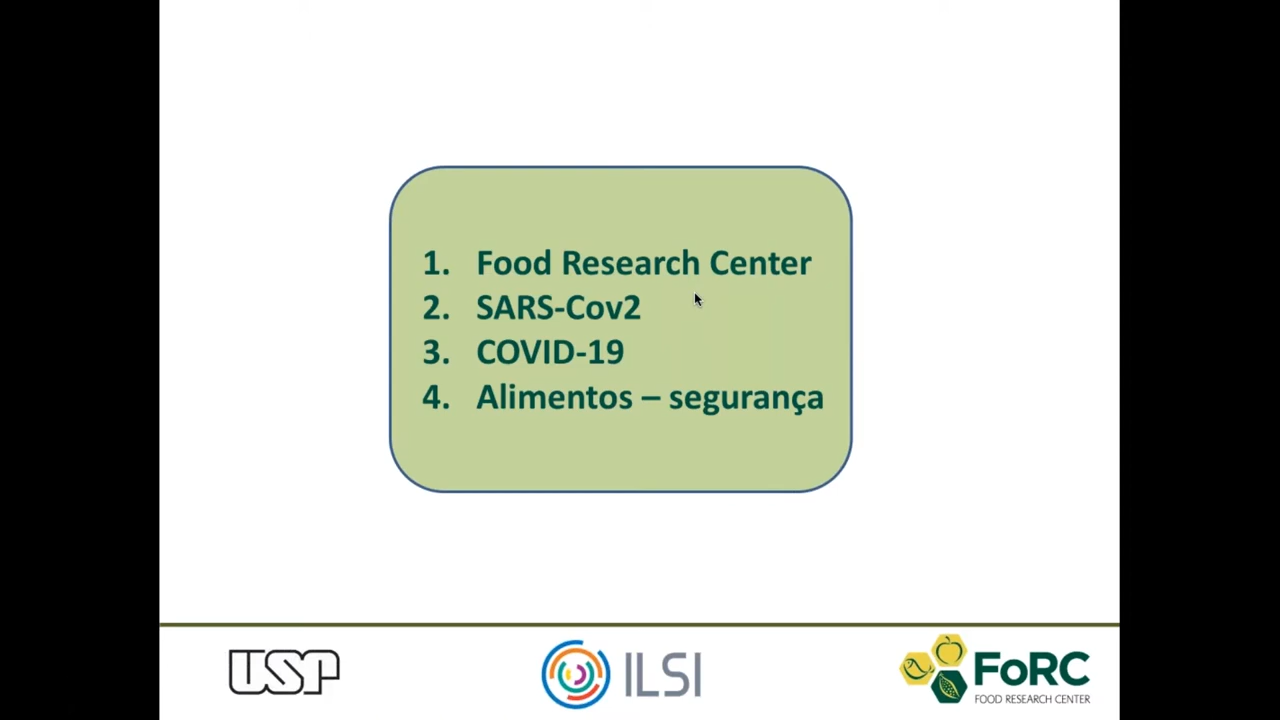 1. Food Research Center
2. SARS-Cov2
3. COVID-19
4. Alimentos – segurança
USP
ILSI
FoRC
FOOD RESEARCH CENTER